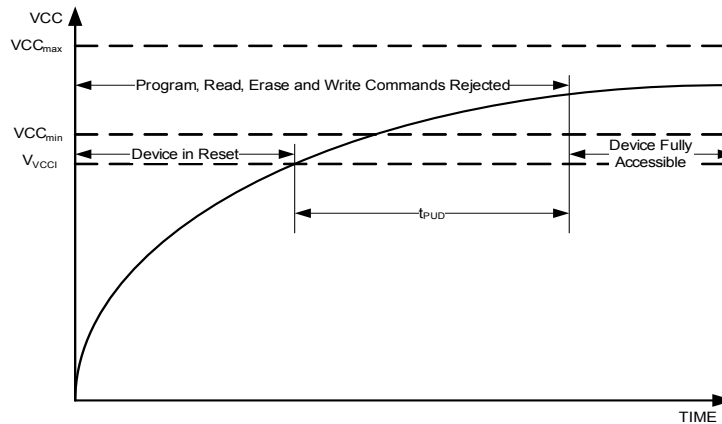 VCC
VCCmax
Program, Read, Erase and Write Commands Rejected
VCCmin
Device in Reset
Device Fully
Accessible
VVCCI
tPUD
TIME